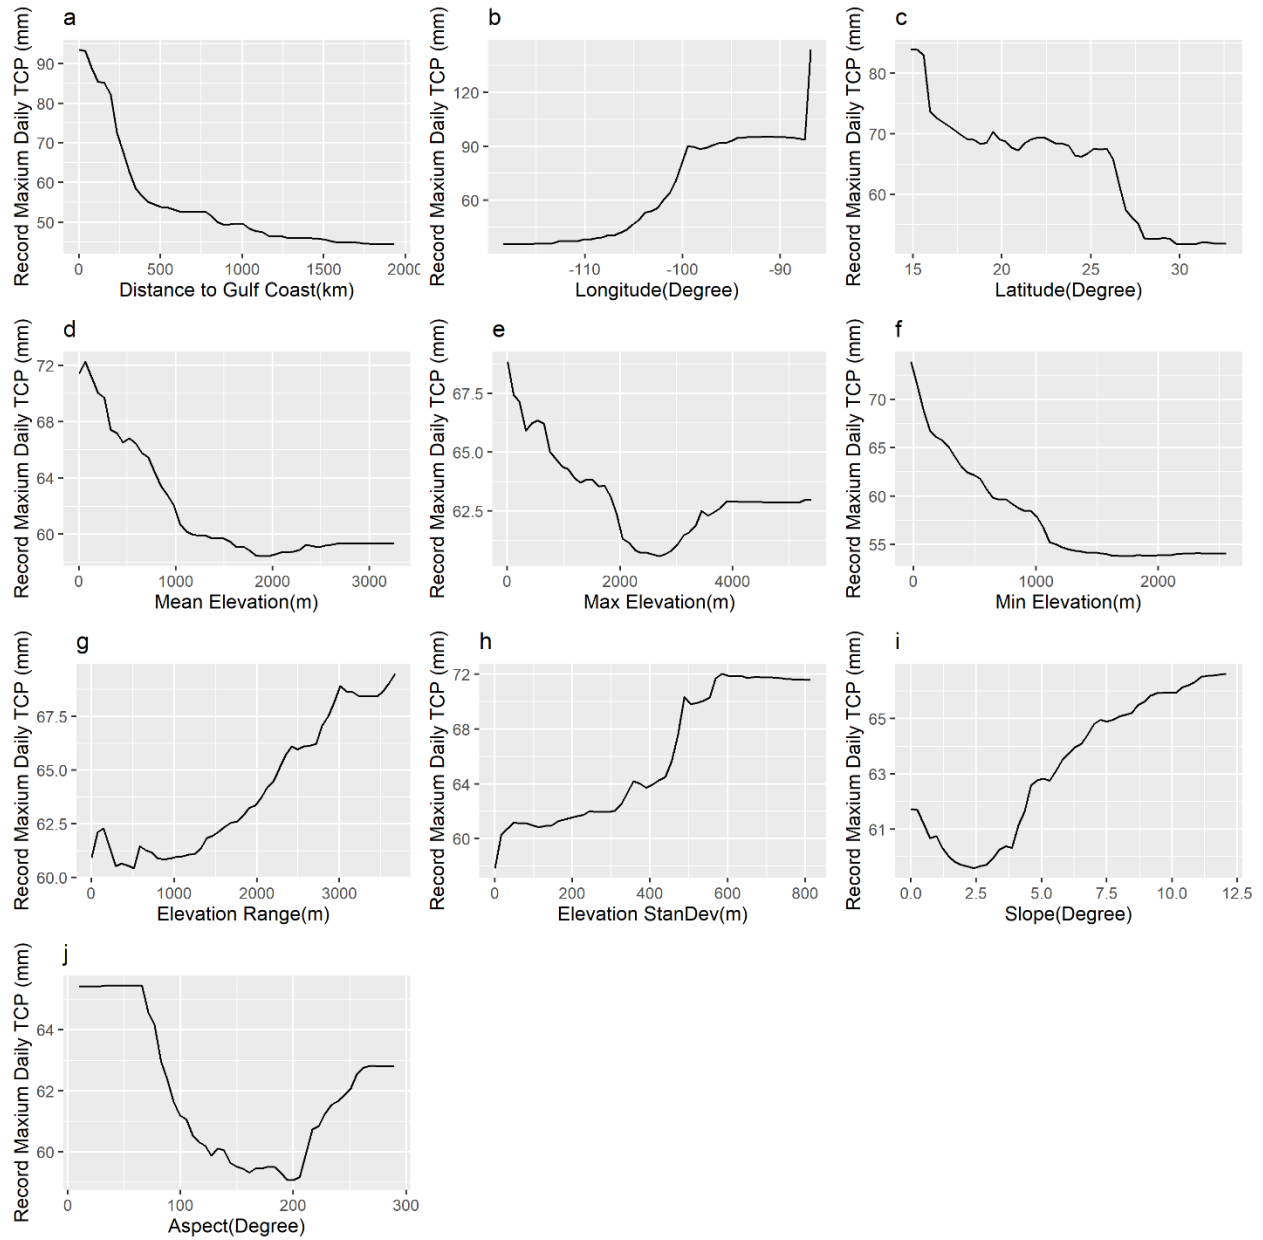 a
Record Maxium Daily TCP (mm)
90
80
70
60
50
0 500 1000 1500 2000
Distance to Gulf Coast(km)
b
Record Maxium Daily TCP (mm)
120
90
60
-110 -100 -90
Longitude(Degree)
c
Record Maxium Daily TCP (mm)
80
70
60
15 20 25 30
Latitude(Degree)
d
Record Maxium Daily TCP (mm)
72
68
64
60
0 1000 2000 3000
Mean Elevation(m)
e
Record Maxium Daily TCP (mm)
67.5
65.0
62.5
0 2000 4000
Max Elevation(m)
f
Record Maxium Daily TCP (mm)
70
65
60
55
0 1000 2000
Min Elevation(m)
g
Record Maxium Daily TCP (mm)
67.5
65.0
62.5
60.0
0 1000 2000 3000
Elevation Range(m)
h
Record Maxium Daily TCP (mm)
72
68
64
60
0 200 400 600 800
Elevation StanDev(m)
i
Record Maxium Daily TCP (mm)
65
63
61
0.0 2.5 5.0 7.5 10.0 12.5
Slope(Degree)
j
Record Maxium Daily TCP (mm)
64
62
60
0 100 200 300
Aspect(Degree)